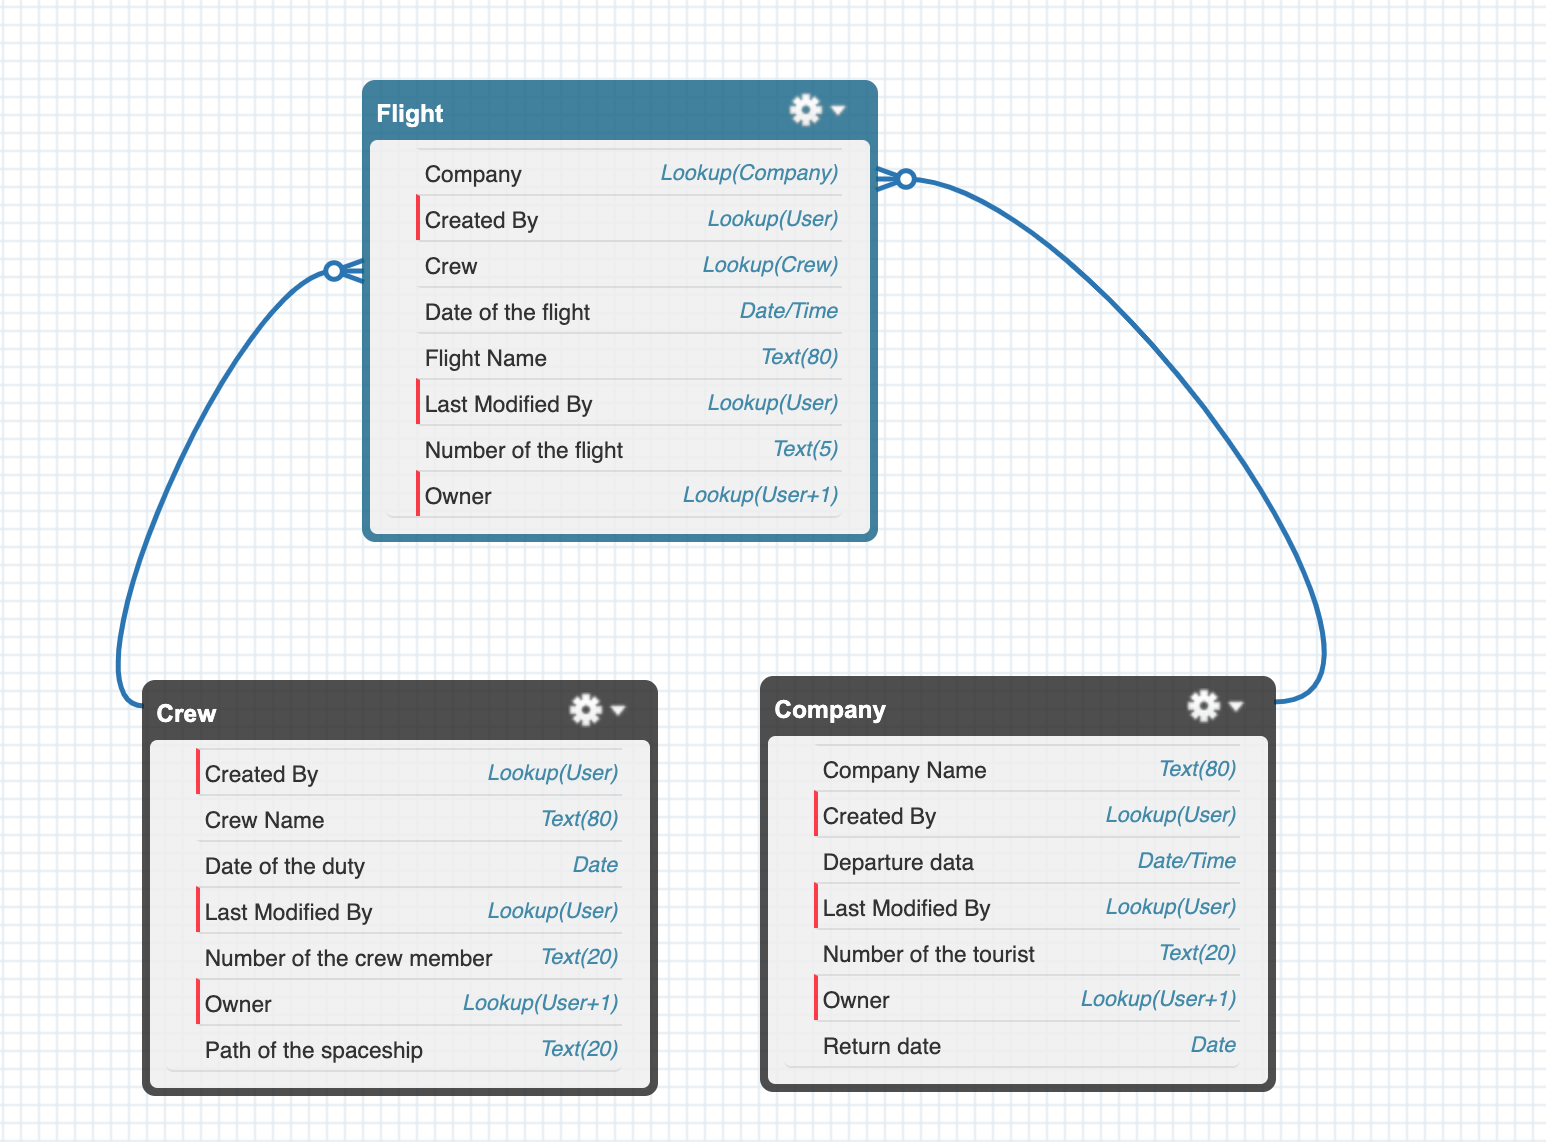 Flight
Company Lookup(Company)
Created By Lookup(User)
Crew Lookup(Crew)
Date of the flight Date/Time
Flight Name Text(80)
Last Modified By Lookup(User)
Number of the flight Text(5)
Owner Lookup(User+1)
Crew
Created By Lookup(User)
Crew Name Text(80)
Date of the duty Date
Last Modified By Lookup(User)
Number of the crew member Text(20)
Owner Lookup(User+1)
Path of the spaceship Text(20)
Company
Company Name Text(80)
Created By Lookup(User)
Departure data Date/Time
Last Modified By Lookup(User)
Number of the tourist Text(20)
Owner Lookup(User+1)
Return date Date